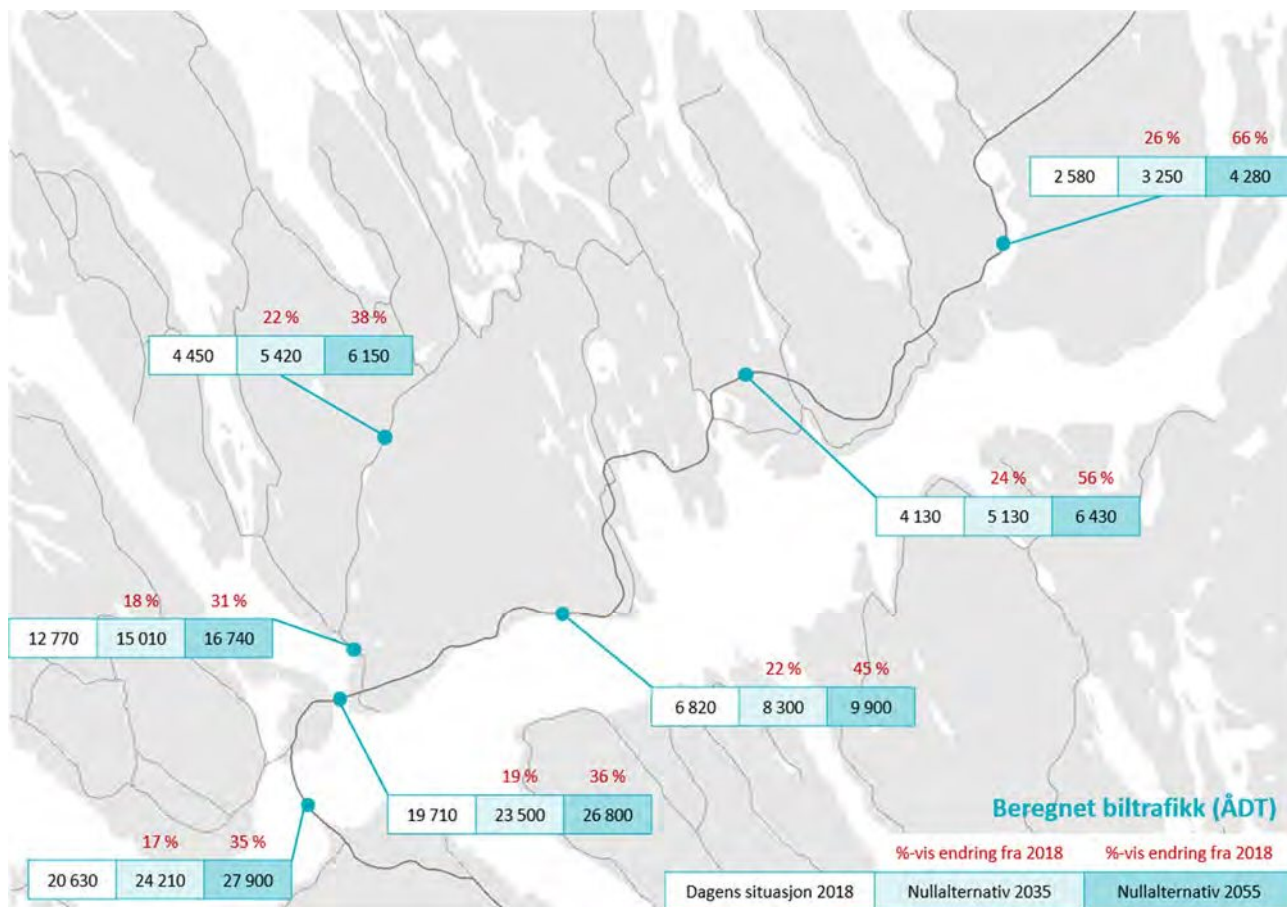 26 % 66 %
2 580 3 250 4 280
22 % 38 %
4 450 5 420 6 150
24 % 56 %
4 130 5 130 6 430
18 % 31 %
12 770 15 010 16 740
22 % 45 %
6 820 8 300 9 900
19 % 36 %
19 710 23 500 26 800
17 % 35 %
20 630 24 210 27 900
Beregnet biltrafikk (ÅDT)
%-vis endring fra 2018 %-vis endring fra 2018
Dagens situasjon 2018 Nullalternativ 2035 Nullalternativ 2055